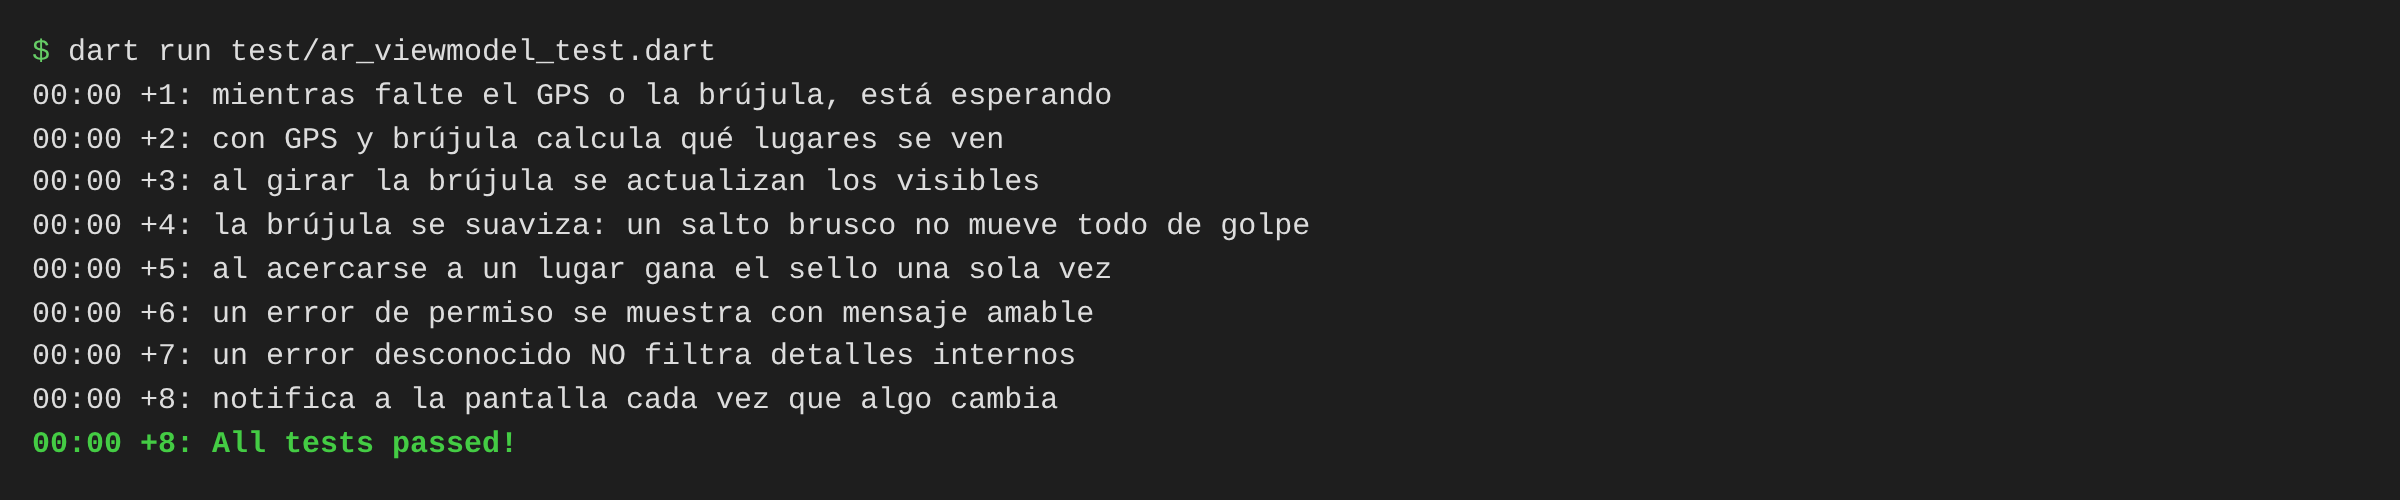 $ dart run test/ar_viewmodel_test.dart
00:00 +1: mientras falte el GPS o la brújula, está esperando
00:00 +2: con GPS y brújula calcula qué lugares se ven
00:00 +3: al girar la brújula se actualizan los visibles
00:00 +4: la brújula se suaviza: un salto brusco no mueve todo de golpe
00:00 +5: al acercarse a un lugar gana el sello una sola vez
00:00 +6: un error de permiso se muestra con mensaje amable
00:00 +7: un error desconocido NO filtra detalles internos
00:00 +8: notifica a la pantalla cada vez que algo cambia
00:00 +8: All tests passed!